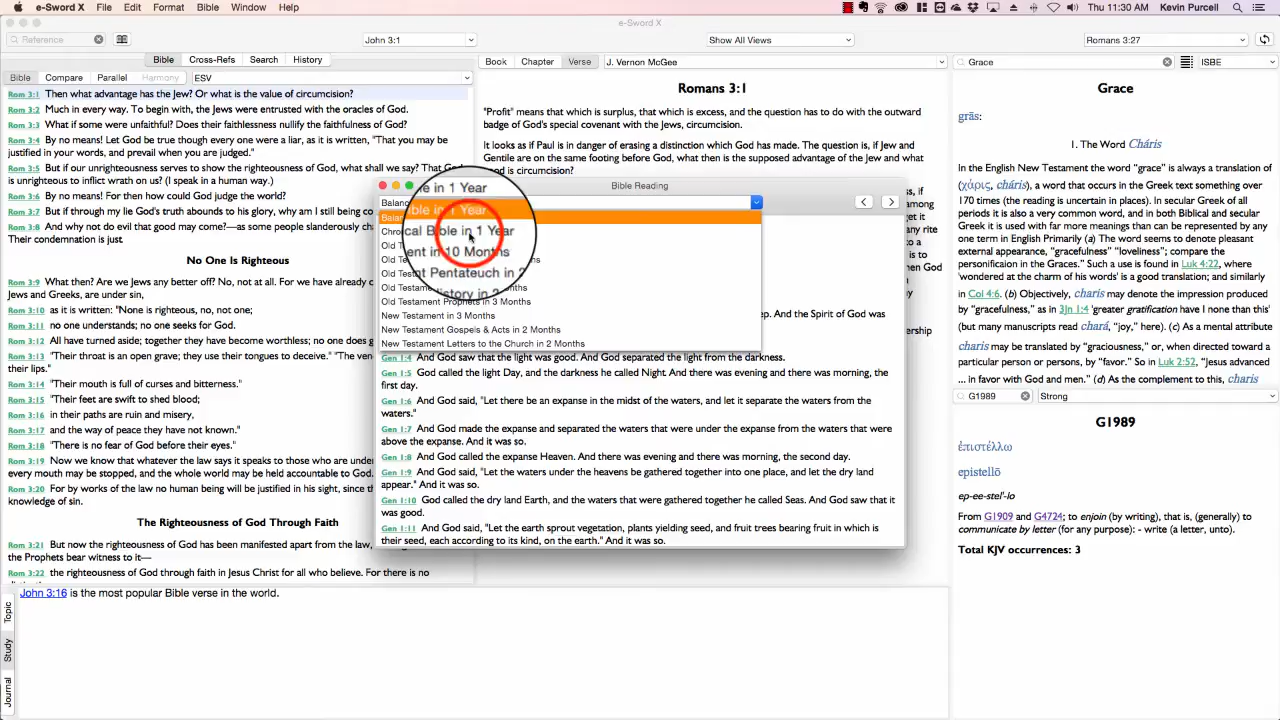 e-Sword X File Edit Format Bible Window Help
Thu 11:30 AM Kevin Purcell
e-Sword X
Reference
John 3:1
Show All Views
Romans 3:27
Bible Cross-Refs Search History
Bible Compare Parallel Harmony ESV
Rom 3:1 Then what advantage has the Jew? Or what is the value of circumcision?
Rom 3:2 Much in every way. To begin with, the Jews were entrusted with the oracles of God.
Rom 3:3 What if some were unfaithful? Does their faithlessness nullify the faithfulness of God?
Rom 3:4 By no means! Let God be true though every one were a liar, as it is written, "That you may be
justified in your words, and prevail when you are judged."
Rom 3:5 But if our unrighteousness serves to show the righteousness of God, what shall we say? That God
is unrighteous to inflict wrath on us? (I speak in a human way.)
Rom 3:6 By no means! For then how could God judge the world?
Rom 3:7 But if through my lie God's truth abounds to his glory, why am I still being co
Rom 3:8 And why not do evil that good may come?—as some people slanderously cha
Their condemnation is just.
No One Is Righteous
Rom 3:9 What then? Are we Jews any better off? No, not at all. For we have already c
Jews and Greeks, are under sin,
Rom 3:10 as it is written: "None is righteous, no, not one;
Rom 3:11 no one understands; no one seeks for God.
Rom 3:12 All have turned aside; together they have become worthless; no one does g
Rom 3:13 "Their throat is an open grave; they use their tongues to deceive." "The ven
their lips."
Rom 3:14 "Their mouth is full of curses and bitterness."
Rom 3:15 "Their feet are swift to shed blood;
Rom 3:16 in their paths are ruin and misery,
Rom 3:17 and the way of peace they have not known."
Rom 3:18 "There is no fear of God before their eyes."
Rom 3:19 Now we know that whatever the law says it speaks to those who are unde
every mouth may be stopped, and the whole world may be held accountable to God.
Rom 3:20 For by works of the law no human being will be justified in his sight, since th
knowledge of sin.
The Righteousness of God Through Faith
Rom 3:21 But now the righteousness of God has been manifested apart from the law,
the Prophets bear witness to it—
Rom 3:22 the righteousness of God through faith in Jesus Christ for all who believe. For there is no
Book Chapter Verse J. Vernon McGee
Romans 3:1
"Profit" means that which is surplus, that which is excess, and the question has to do with the outward
badge of God's special covenant with the Jews, circumcision.
It looks as if Paul is in danger of erasing a distinction which God has made. The question is, if Jew and
Gentile are on the same footing before God, what then is the supposed advantage of the Jew and what
Bible Reading
Balanc
le in 1 Year
ible in 1 Year
Balan
Chro
cal Bible in 1 Year
Old T
ent in 10 Months
Old Te
nt Pentateuch in 2
Old Testament Prophets in 3 Months
New Testament in 3 Months
New Testament Gospels & Acts in 2 Months
New Testament Letters to the Church in 2 Months
ep. And the Spirit of God was
Gen 1:4 And God saw that the light was good. And God separated the light from the darkness.
Gen 1:5 God called the light Day, and the darkness he called Night. And there was evening and there was morning, the
first day.
Gen 1:6 And God said, "Let there be an expanse in the midst of the waters, and let it separate the waters from the
waters."
Gen 1:7 And God made the expanse and separated the waters that were under the expanse from the waters that were
above the expanse. And it was so.
Gen 1:8 And God called the expanse Heaven. And there was evening and there was morning, the second day.
Gen 1:9 And God said, "Let the waters under the heavens be gathered together into one place, and let the dry land
appear." And it was so.
Gen 1:10 God called the dry land Earth, and the waters that were gathered together he called Seas. And God saw that it
was good.
Gen 1:11 And God said, "Let the earth sprout vegetation, plants yielding seed, and fruit trees bearing fruit in which is
their seed, each according to its kind, on the earth." And it was so.
Grace ISBE
Grace
grās:
1. The Word Cháris
In the English New Testament the word "grace" is always a translation of
(χάρις, cháris), a word that occurs in the Greek text something over
170 times (the reading is uncertain in places). In secular Greek of all
periods it is also a very common word, and in both Biblical and secular
Greek it is used with far more meanings than can be represented by any
one term in English Primarily (a) The word seems to denote pleasant
external appearance, "gracefulness" "loveliness"; compare the
personificaion in the Graces." Such a use is found in Luk 4:22, where
'wondered at the charm of his words' is a good translation; and similarly
in Col 4:6. (b) Objectively, charis may denote the impression produced
by "gracefulness," as in 3Jn 1:4 'greater gratification have I none than this'
(but many manuscripts read chará, "joy," here). (c) As a mental attribute
charis may be translated by "graciousness," or, when directed toward a
particular person or persons, by "favor." So in Luk 2:52, "Jesus advanced
... in favor with God and men." (d) As the complement to this, charis
G1989 Strong
G1989
ἐπιστέλλω
epistellō
ep-ee-stel'-lo
From G1909 and G4724; to enjoin (by writing), that is, (generally) to
communicate by letter (for any purpose): - write (a letter, unto).
Total KJV occurrences: 3
Topic
Study
Journal
John 3:16 is the most popular Bible verse in the world.